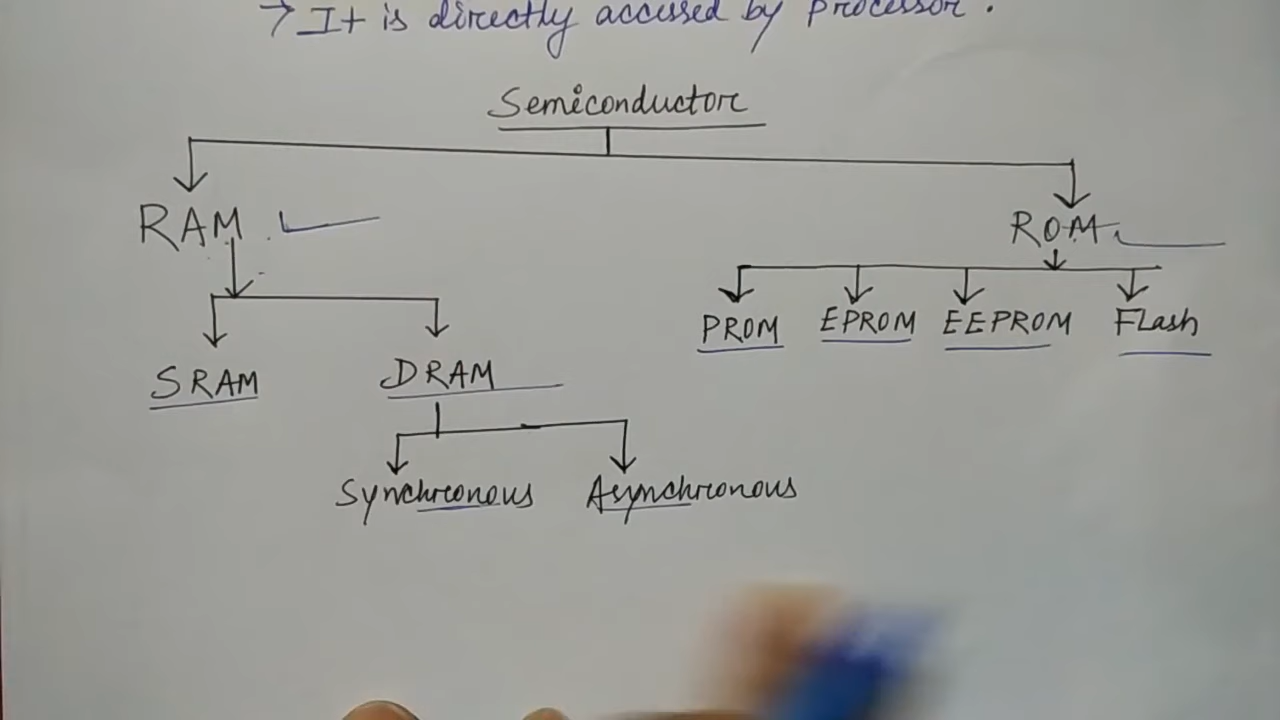 → It is directly accessed by Processor.
Semiconductor
RAM ROM
PROM EPROM EEPROM Flash
SRAM DRAM
Synchronous Asynchronous